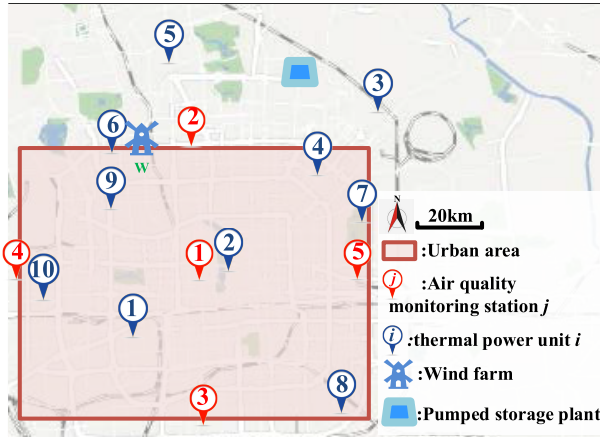 5
3
2
6
4
W
9
7
N
20km
:Urban area
4
1
2
5
10
j
:Air quality
monitoring station j
1
i
:thermal power unit i
:Wind farm
8
3
:Pumped storage plant